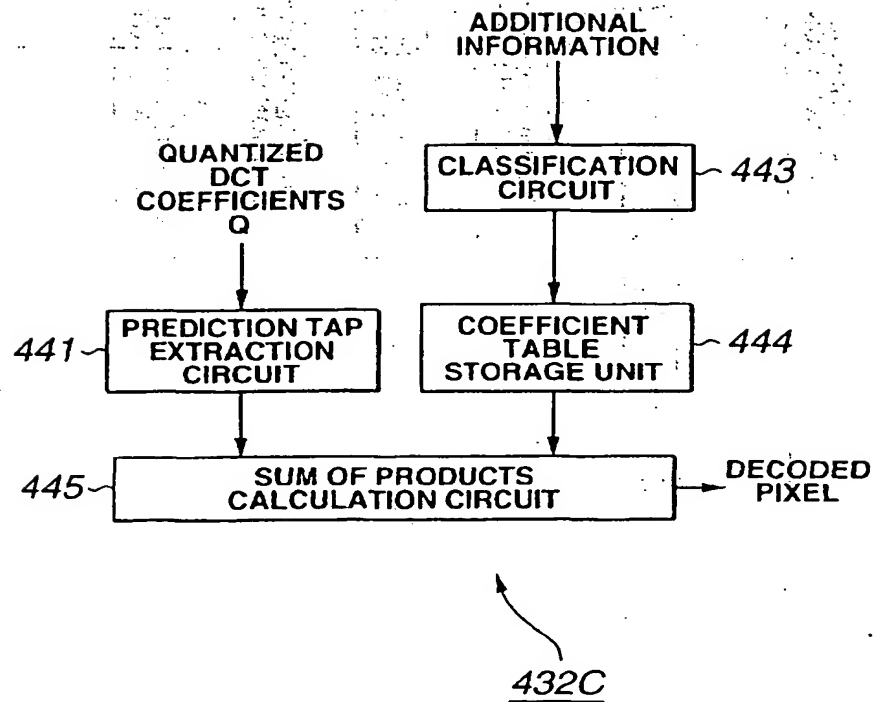 ADDITIONAL
INFORMATION
QUANTIZED
DCT
COEFFICIENTS
Q
CLASSIFICATION
CIRCUIT
443
PREDICTION TAP
EXTRACTION
CIRCUIT
441
COEFFICIENT
TABLE
STORAGE UNIT
444
SUM OF PRODUCTS
CALCULATION CIRCUIT
445
DECODED
PIXEL
432C